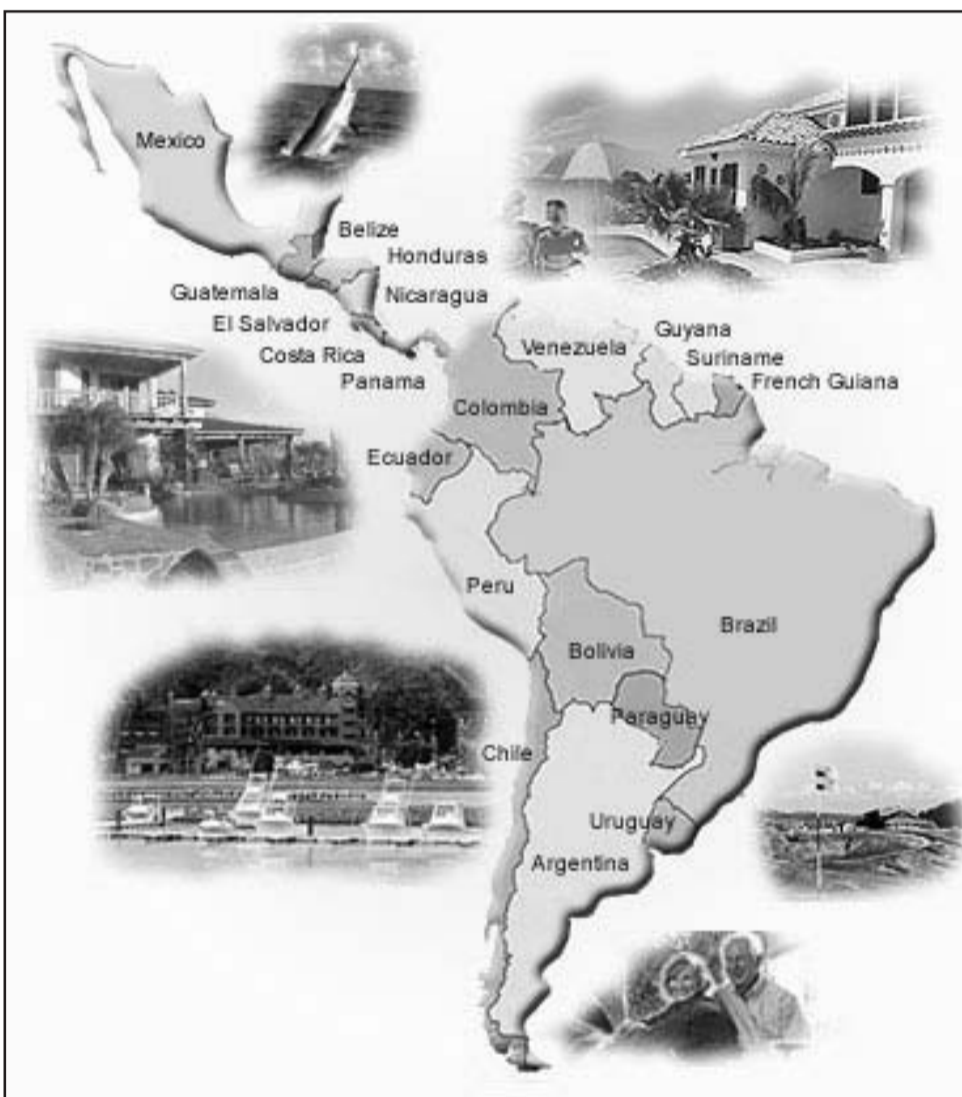 Mexico
Belize
Honduras
Guatemala
Nicaragua
El Salvador
Costa Rica
Panama
Venezuela
Guyana
Suriname
French Guiana
Colombia
Ecuador
Peru
Brazil
Bolivia
Paraguay
Chile
Uruguay
Argentina